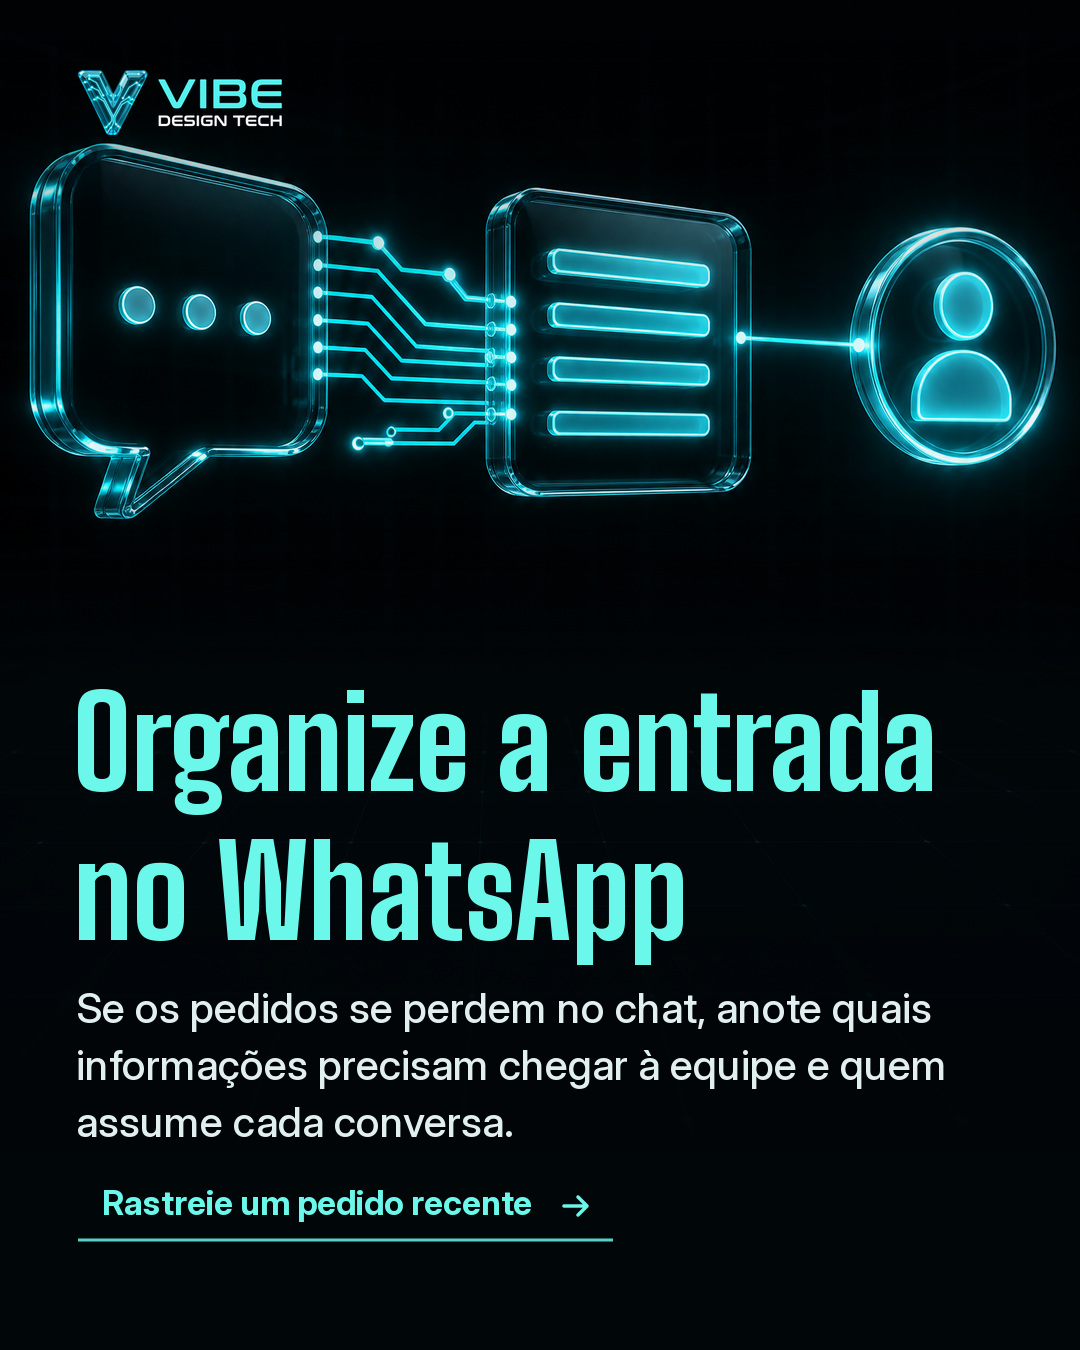 VIBE
DESIGN TECH
Organize a entrada
no WhatsApp
Se os pedidos se perdem no chat, anote quais
informações precisam chegar à equipe e quem
assume cada conversa.
Rastreie um pedido recente →